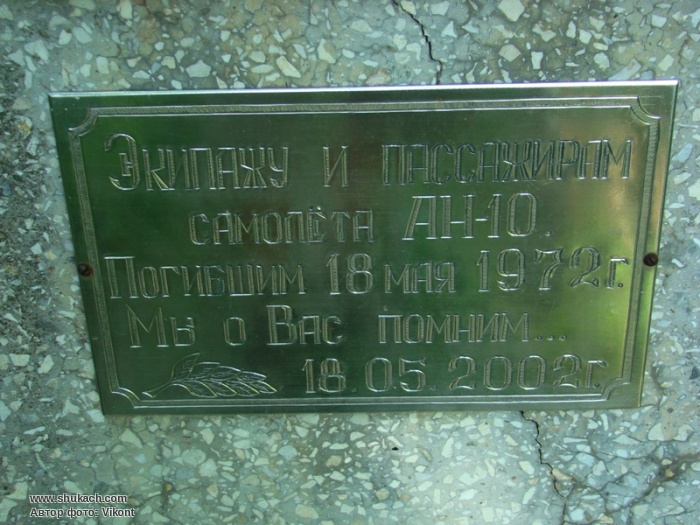 Экипажу и пассажирам
самолёта АН-10.
Погибшим 18 мая 1972г.
Мы о Вас помним...
18.05.2002г.
www.shukach.com
Автор фото: Vikont